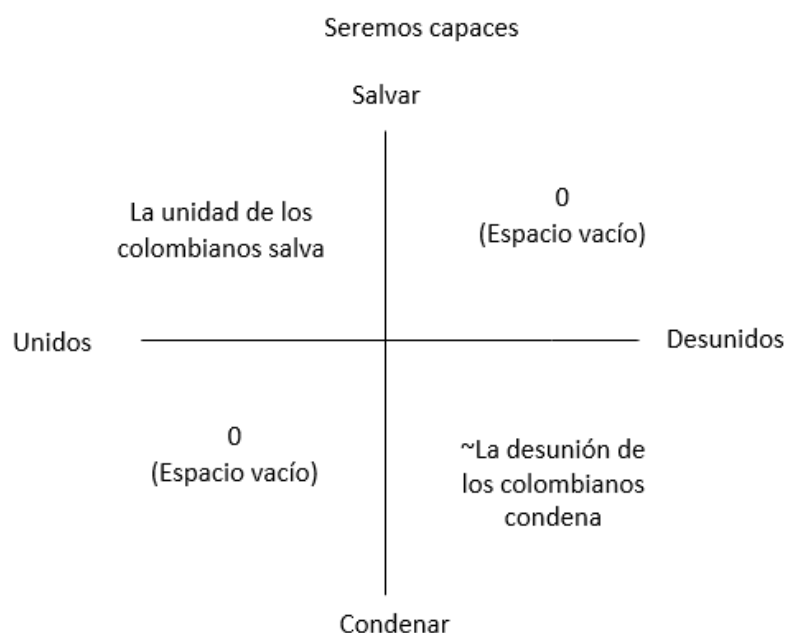 Seremos capaces
Salvar
La unidad de los
colombianos salva
0
(Espacio vacío)
Unidos
Desunidos
0
(Espacio vacío)
~La desunión de
los colombianos
condena
Condenar